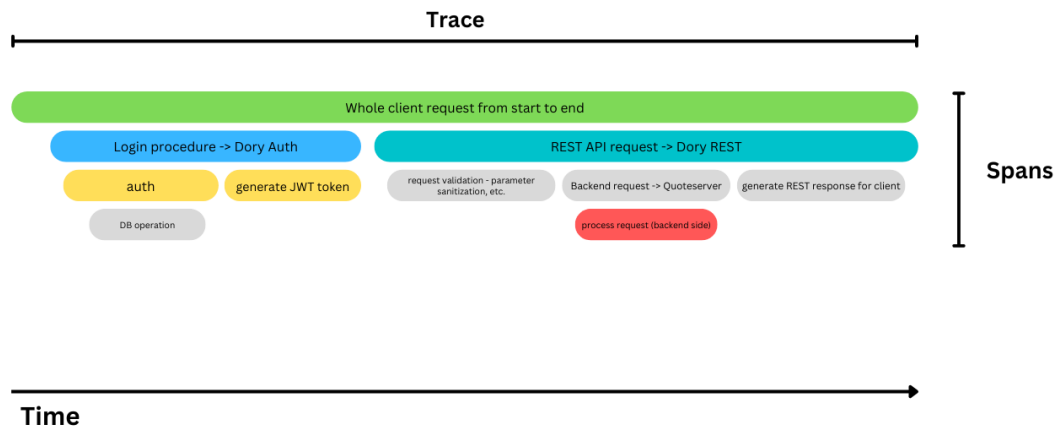 Trace
Whole client request from start to end
Login procedure -> Dory Auth
REST API request -> Dory REST
auth
generate JWT token
request validation - parameter
sanitization, etc.
Backend request -> Quoteserver
generate REST response for client
DB operation
process request (backend side)
Spans
Time